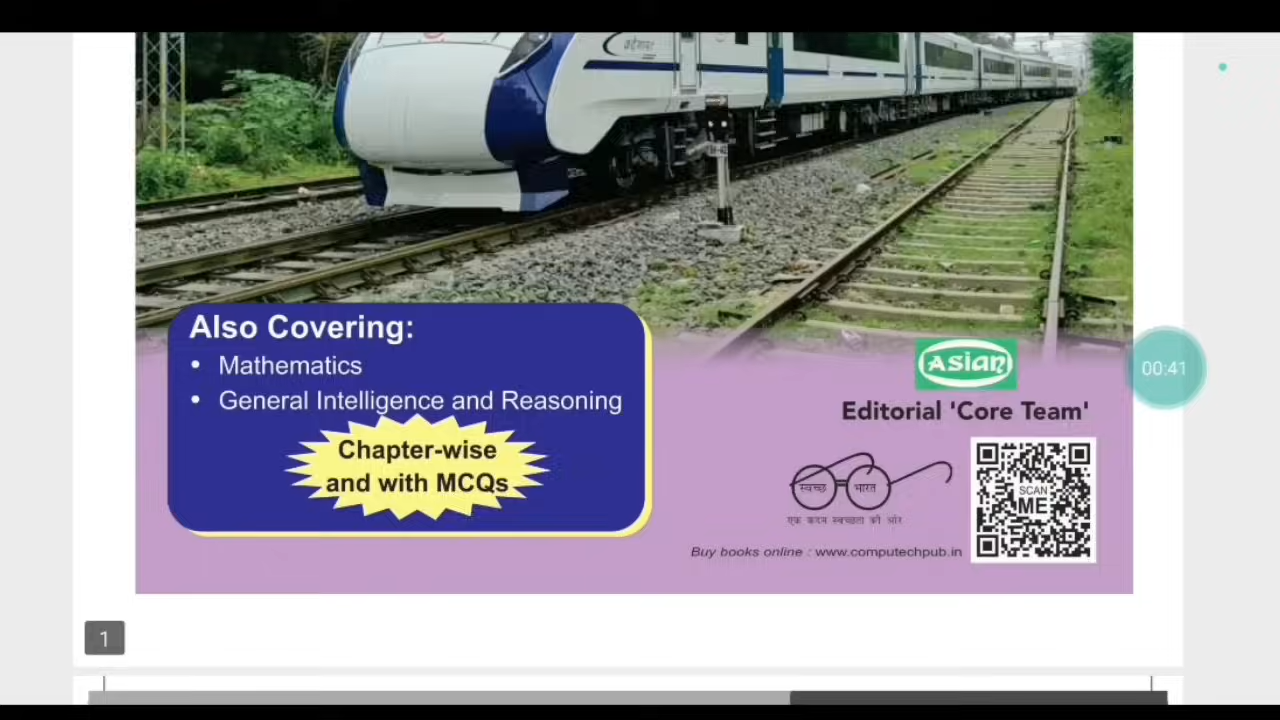 वंदेभारत
Also Covering:
• Mathematics
• General Intelligence and Reasoning
Chapter-wise
and with MCQs
ASian
Editorial 'Core Team'
स्वच्छ भारत
एक कदम स्वच्छता की ओर
SCAN
ME
Buy books online : www.computechpub.in
00:41
1